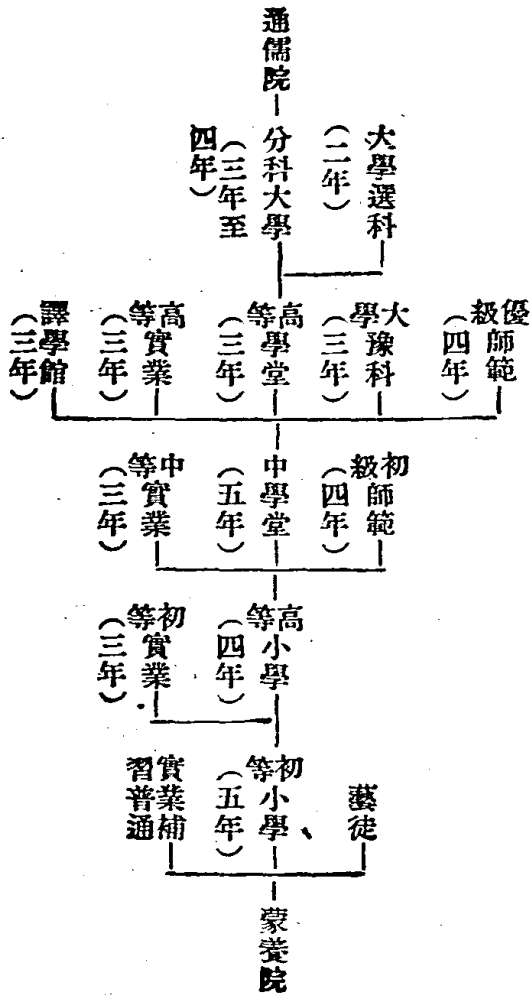 通儒院
大學選科
（二年）
分科大學
（三年至
四年）
優級師範
（四年）
大學豫科
（三年）
高等學堂
（三年）
高等實業
（三年）
譯學館
（三年）
初級師範
（四年）
中學堂
（五年）
中等實業
（三年）
高等小學
（四年）
初等實業
（三年）
藝徒
初等小學
（五年）
實業補
習普通
蒙養院